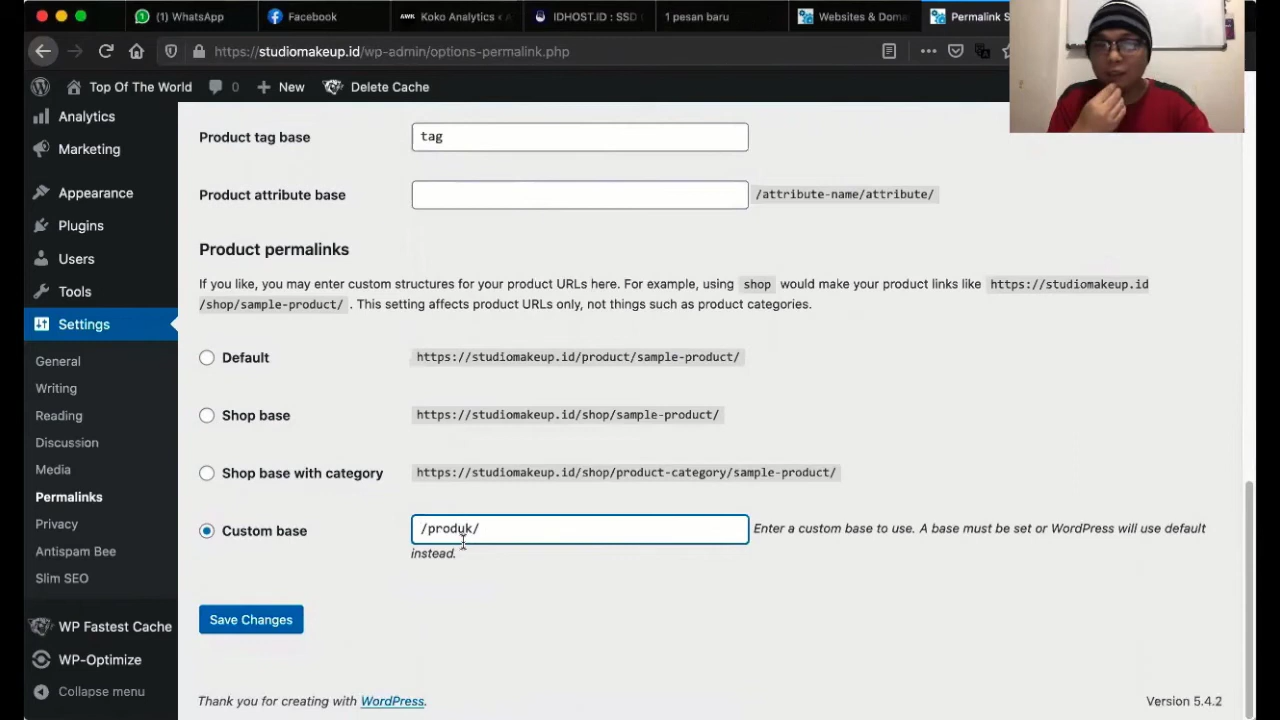 WhatsApp Facebook AWK Koko Analytics < IDHOST.ID : SSD 1 pesan baru Websites & Doma Permalink S
https://studiomakeup.id/wp-admin/options-permalink.php
Top Of The World 0 New Delete Cache
Analytics
Marketing
Appearance
Plugins
Users
Tools
Settings
General
Writing
Reading
Discussion
Media
Permalinks
Privacy
Antispam Bee
Slim SEO
WP Fastest Cache
WP-Optimize
Collapse menu
Product tag base tag
Product attribute base /attribute-name/attribute/
Product permalinks
If you like, you may enter custom structures for your product URLs here. For example, using shop would make your product links like https://studiomakeup.id
/shop/sample-product/ . This setting affects product URLs only, not things such as product categories.
Default https://studiomakeup.id/product/sample-product/
Shop base https://studiomakeup.id/shop/sample-product/
Shop base with category https://studiomakeup.id/shop/product-category/sample-product/
Custom base /produk/ Enter a custom base to use. A base must be set or WordPress will use default
instead.
Save Changes
Thank you for creating with WordPress. Version 5.4.2